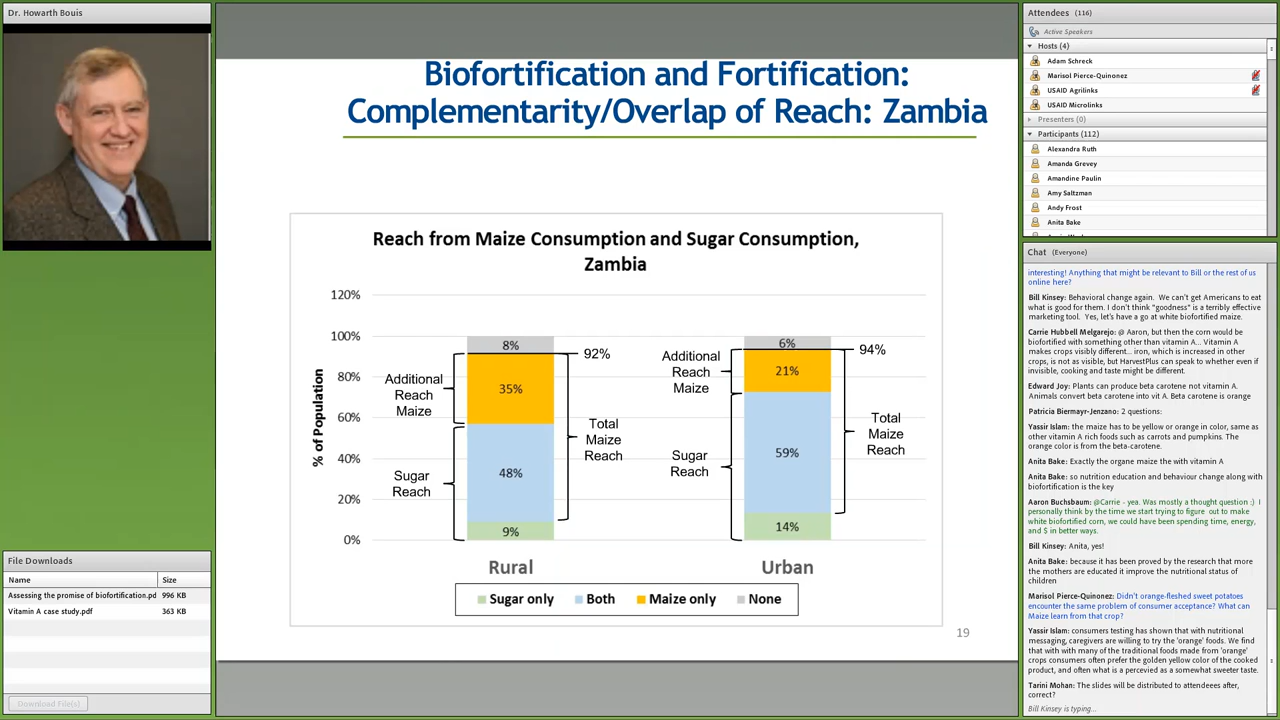 Dr. Howarth Bouis
Biofortification and Fortification:
Complementarity/Overlap of Reach: Zambia
Reach from Maize Consumption and Sugar Consumption,
Zambia
120%
100%
80%
60%
40%
20%
0%
% of Population
8%
35%
48%
9%
92%
Additional
Reach
Maize
Sugar
Reach
Total
Maize
Reach
6%
21%
59%
14%
94%
Additional
Reach
Maize
Sugar
Reach
Total
Maize
Reach
Rural
Urban
Sugar only
Both
Maize only
None
19
File Downloads
Name Size
Assessing the promise of biofortification.pd 996 KB
Vitamin A case study.pdf 363 KB
Download File(s)
Attendees (116)
Active Speakers
Hosts (4)
Adam Schreck
Marisol Pierce-Quinonez
USAID Agrilinks
USAID Microlinks
Presenters (0)
Participants (112)
Alexandra Ruth
Amanda Grevey
Amandine Paulin
Amy Saltzman
Andy Frost
Anita Bake
Chat (Everyone)
interesting! Anything that might be relevant to Bill or the rest of us
online here?
Bill Kinsey: Behavioral change again. We can't get Americans to eat
what is good for them. I don't think "goodness" is a terribly effective
marketing tool. Yes, let's have a go at white biofortified maize.
Carrie Hubbell Melgarejo: @ Aaron, but then the corn would be
biofortified with something other than vitamin A... Vitamin A
makes crops visibly different... iron, which is increased in other
crops, is not as visible, but HarvestPlus can speak to whether even if
invisible, cooking and taste might be different.
Edward Joy: Plants can produce beta carotene not vitamin A.
Animals convert beta carotene into vit A. Beta carotene is orange
Patricia Biermayr-Jenzano: 2 questions:
Yassir Islam: the maize has to be yellow or orange in color, same as
other vitamin A rich foods such as carrots and pumpkins. The
orange color is from the beta-carotene.
Anita Bake: Exactly the organe maize the with vitamin A
Anita Bake: so nutrition education and behaviour change along with
biofortification is the key
Aaron Buchsbaum: @Carrie - yea. Was mostly a thought question :) I
personally think by the time we start trying to figure out to make
white biofortified corn, we could have been spending time, energy,
and $ in better ways.
Bill Kinsey: Anita, yes!
Anita Bake: because it has been proved by the research that more
the mothers are educated it improve the nutritional status of
children
Marisol Pierce-Quinonez: Didn't orange-fleshed sweet potatoes
encounter the same problem of consumer acceptance? What can
Maize learn from that crop?
Yassir Islam: consumers testing has shown that with nutritional
messaging, caregivers are willing to try the 'orange' foods. We find
that with with many of the traditional foods made from 'orange'
crops consumers often prefer the golden yellow color of the cooked
product, and often what is a percevied as a somewhat sweeter taste.
Tarini Mohan: The slides will be distributed to attendees after,
correct?
Bill Kinsey is typing...